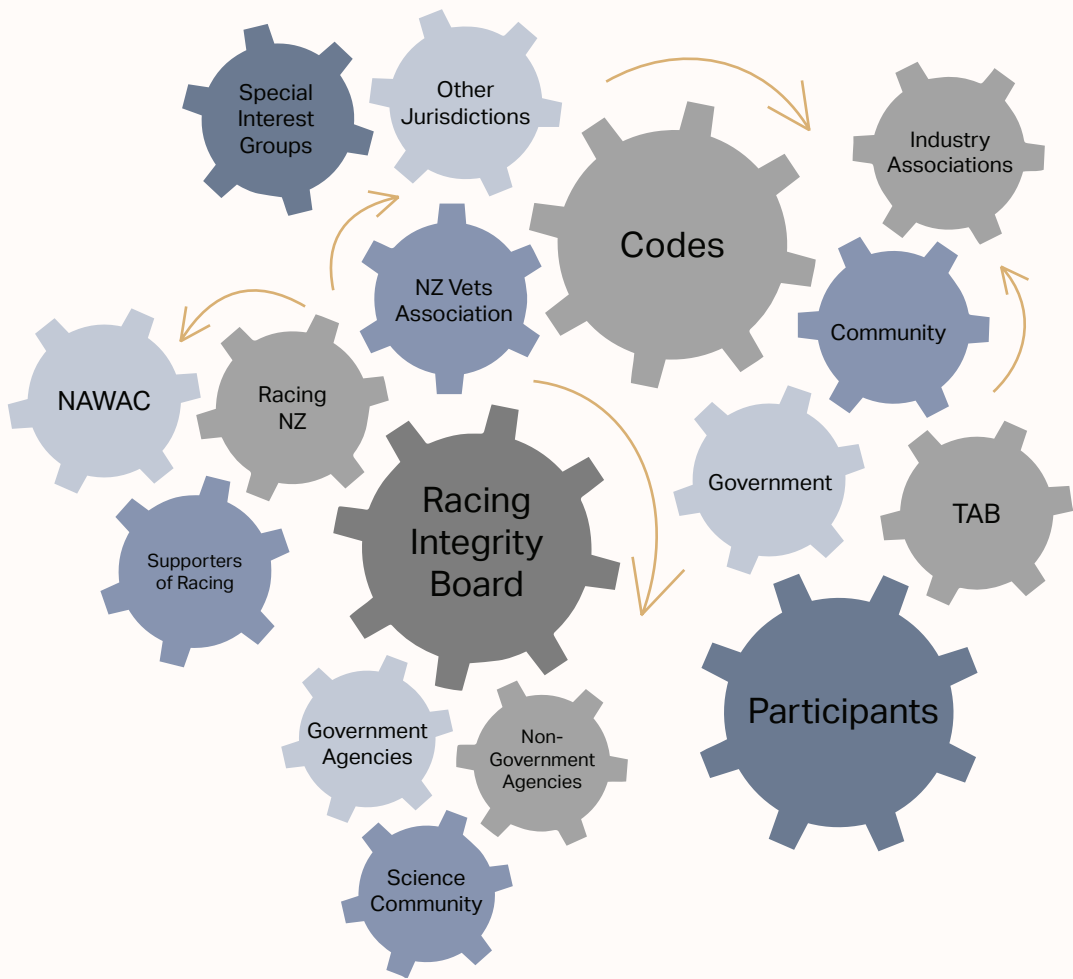 Special
Interest
Groups
Other
Jurisdictions
Industry
Associations
Codes
NZ Vets
Association
Community
NAWAC
Racing
NZ
Government
TAB
Racing
Integrity
Board
Supporters
of Racing
Participants
Government
Agencies
Non-
Government
Agencies
Science
Community